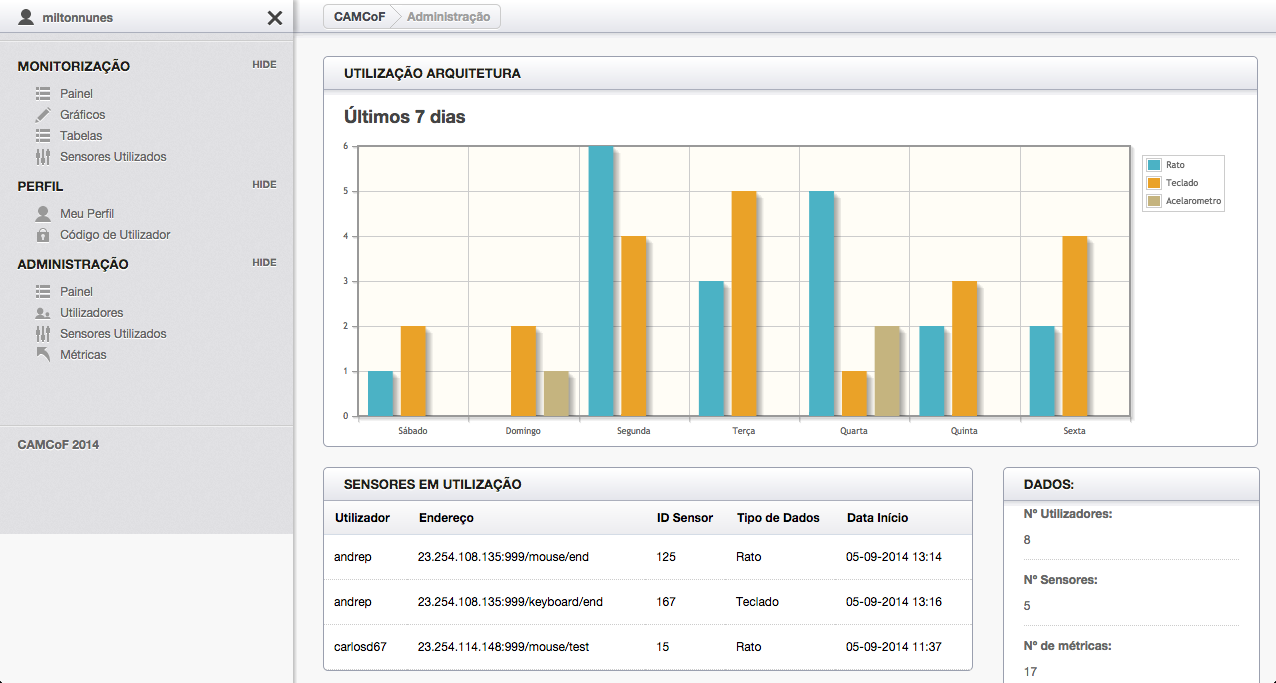 miltonnunes
CAMCoF Administração
MONITORIZAÇÃO HIDE
Painel
Gráficos
Tabelas
Sensores Utilizados
PERFIL HIDE
Meu Perfil
Código de Utilizador
ADMINISTRAÇÃO HIDE
Painel
Utilizadores
Sensores Utilizados
Métricas
CAMCoF 2014
UTILIZAÇÃO ARQUITETURA
Últimos 7 dias
6
5
4
3
2
1
0
Sábado Domingo Segunda Terça Quarta Quinta Sexta
Rato
Teclado
Acelarometro
SENSORES EM UTILIZAÇÃO
Utilizador Endereço ID Sensor Tipo de Dados Data Início
andrep 23.254.108.135:999/mouse/end 125 Rato 05-09-2014 13:14
andrep 23.254.108.135:999/keyboard/end 167 Teclado 05-09-2014 13:16
carlosd67 23.254.114.148:999/mouse/test 15 Rato 05-09-2014 11:37
DADOS:
Nº Utilizadores:
8
Nº Sensores:
5
Nº de métricas:
17